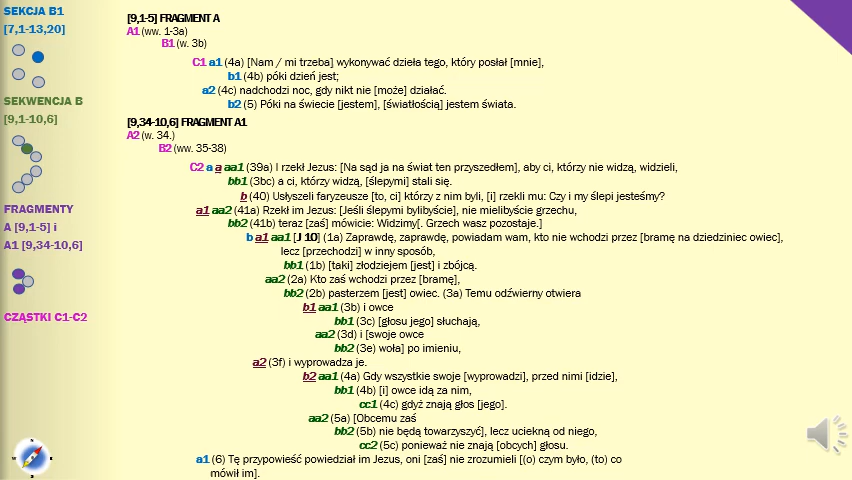 SEKCJA B1
[7,1-13,20]
SEKWENCJA B
[9,1-10,6]
FRAGMENTY
A [9,1-5] i
A1 [9,34-10,6]
CZĄSTKI C1-C2
[9,1-5] FRAGMENT A
A1 (ww. 1-3a)
B1 (w. 3b)
C1 a1 (4a) [Nam / mi trzeba] wykonywać dzieła tego, który posłał [mnie],
b1 (4b) póki dzień jest;
a2 (4c) nadchodzi noc, gdy nikt nie [może] działać.
b2 (5) Póki na świecie [jestem], [światłością] jestem świata.
[9,34-10,6] FRAGMENT A1
A2 (w. 34.)
B2 (ww. 35-38)
C2 a a aa1 (39a) I rzekł Jezus: [Na sąd ja na świat ten przyszedłem], aby ci, którzy nie widzą, widzieli,
bb1 (3bc) a ci, którzy widzą, [ślepymi] stali się.
b (40) Usłyszeli faryzeusze [to, ci] którzy z nim byli, [i] rzekli mu: Czy i my ślepi jesteśmy?
a1 aa2 (41a) Rzekł im Jezus: [Jeśli ślepymi bylibyście], nie mielibyście grzechu,
bb2 (41b) teraz [zaś] mówicie: Widzimy[. Grzech wasz pozostaje.]
b a1 aa1 [J 10] (1a) Zaprawdę, zaprawdę, powiadam wam, kto nie wchodzi przez [bramę na dziedziniec owiec],
lecz [przechodzi] w inny sposób,
bb1 (1b) [taki] złodziejem [jest] i zbójcą.
aa2 (2a) Kto zaś wchodzi przez [bramę],
bb2 (2b) pasterzem [jest] owiec. (3a) Temu odźwierny otwiera
b1 aa1 (3b) i owce
bb1 (3c) [głosu jego] słuchają,
aa2 (3d) i [swoje owce
bb2 (3e) woła] po imieniu,
a2 (3f) i wyprowadza je.
b2 aa1 (4a) Gdy wszystkie swoje [wyprowadzi], przed nimi [idzie],
bb1 (4b) [i] owce idą za nim,
cc1 (4c) gdyż znają głos [jego].
aa2 (5a) [Obcemu zaś
bb2 (5b) nie będą towarzyszyć], lecz uciekną od niego,
cc2 (5c) ponieważ nie znają [obcych] głosu.
a1 (6) Tę przypowieść powiedział im Jezus, oni [zaś] nie zrozumieli [(o) czym było, (to) co
mówił im].